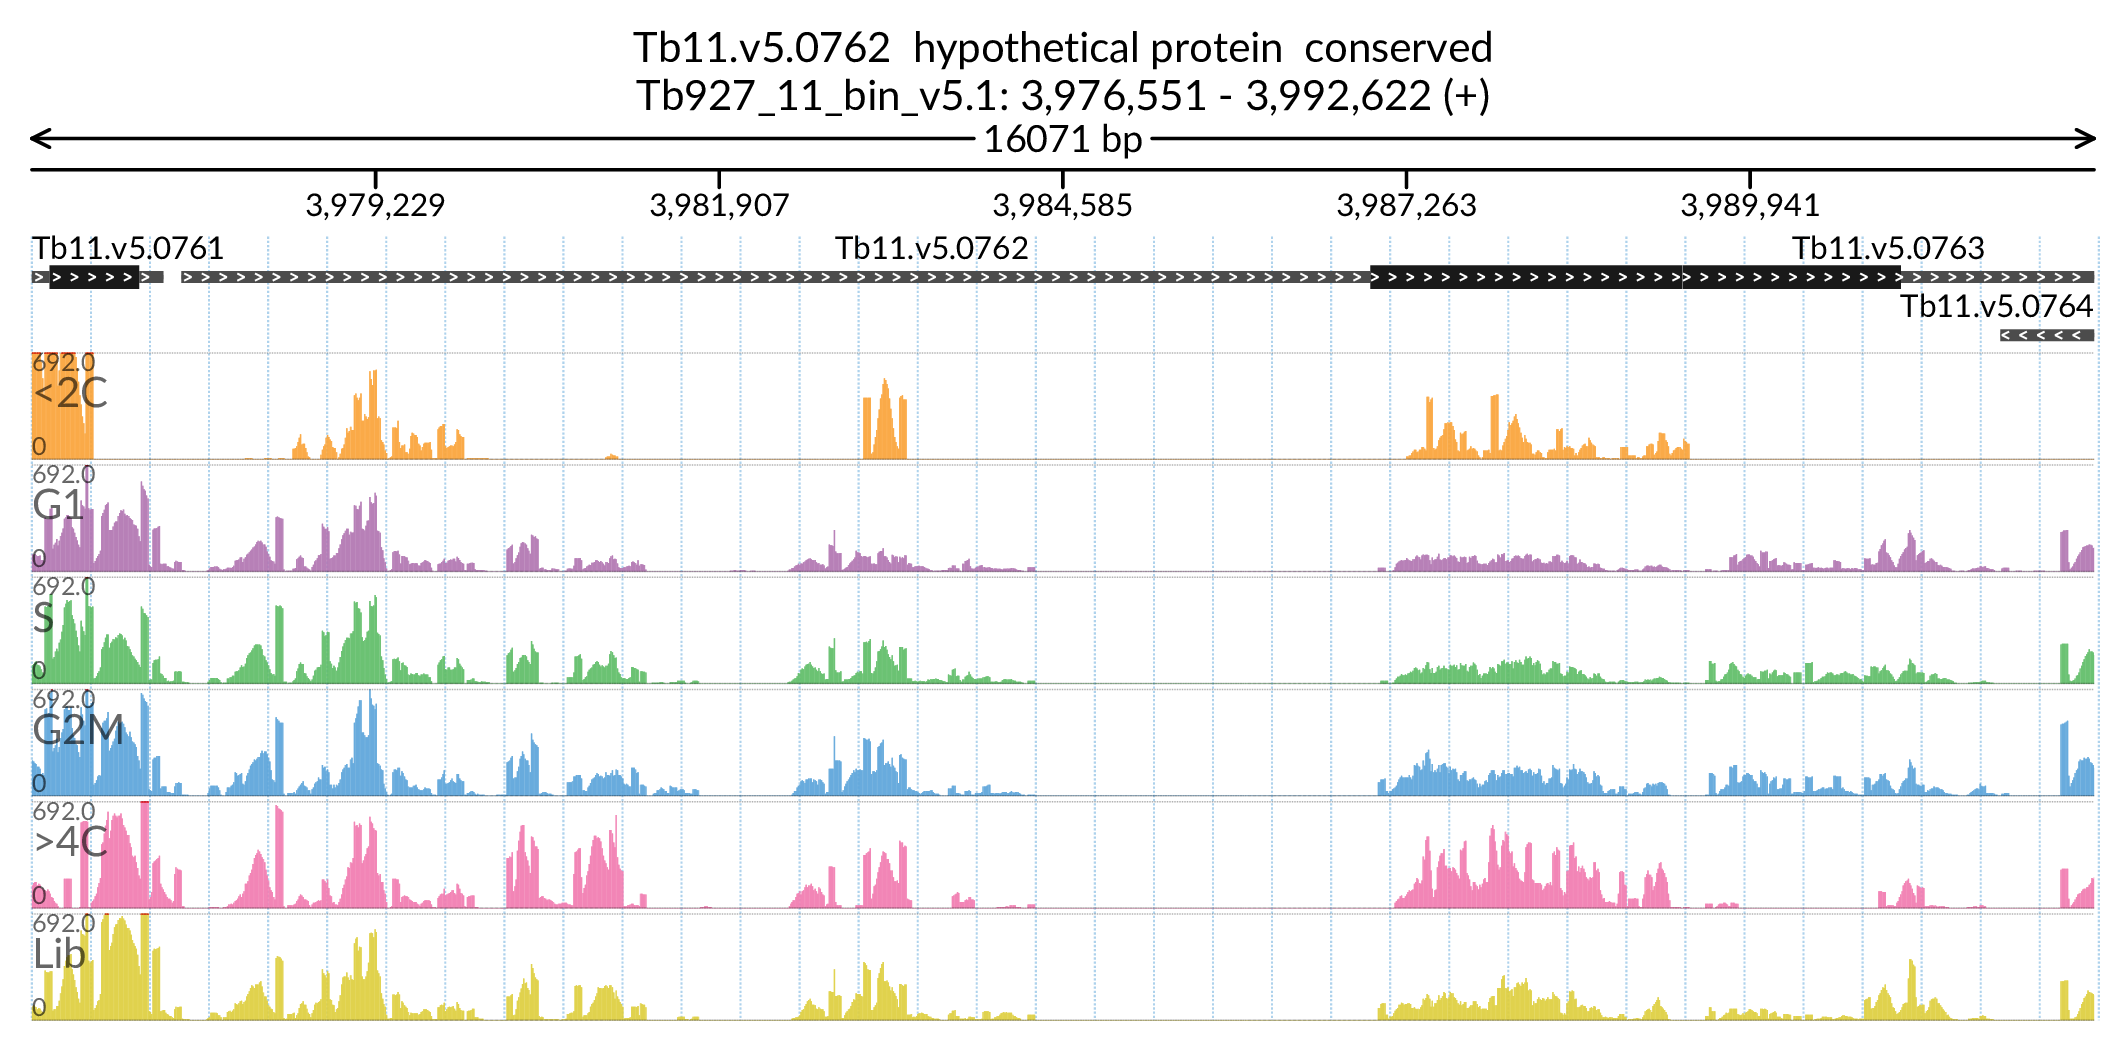 Tb11.v5.0762 hypothetical protein conserved
Tb927_11_bin_v5.1: 3,976,551 - 3,992,622 (+)
16071 bp
3,979,229 3,981,907 3,984,585 3,987,263 3,989,941
Tb11.v5.0761 Tb11.v5.0762 Tb11.v5.0763
Tb11.v5.0764
692.0
<2C
0
692.0
G1
0
692.0
S
0
692.0
G2M
0
692.0
>4C
0
692.0
Lib
0